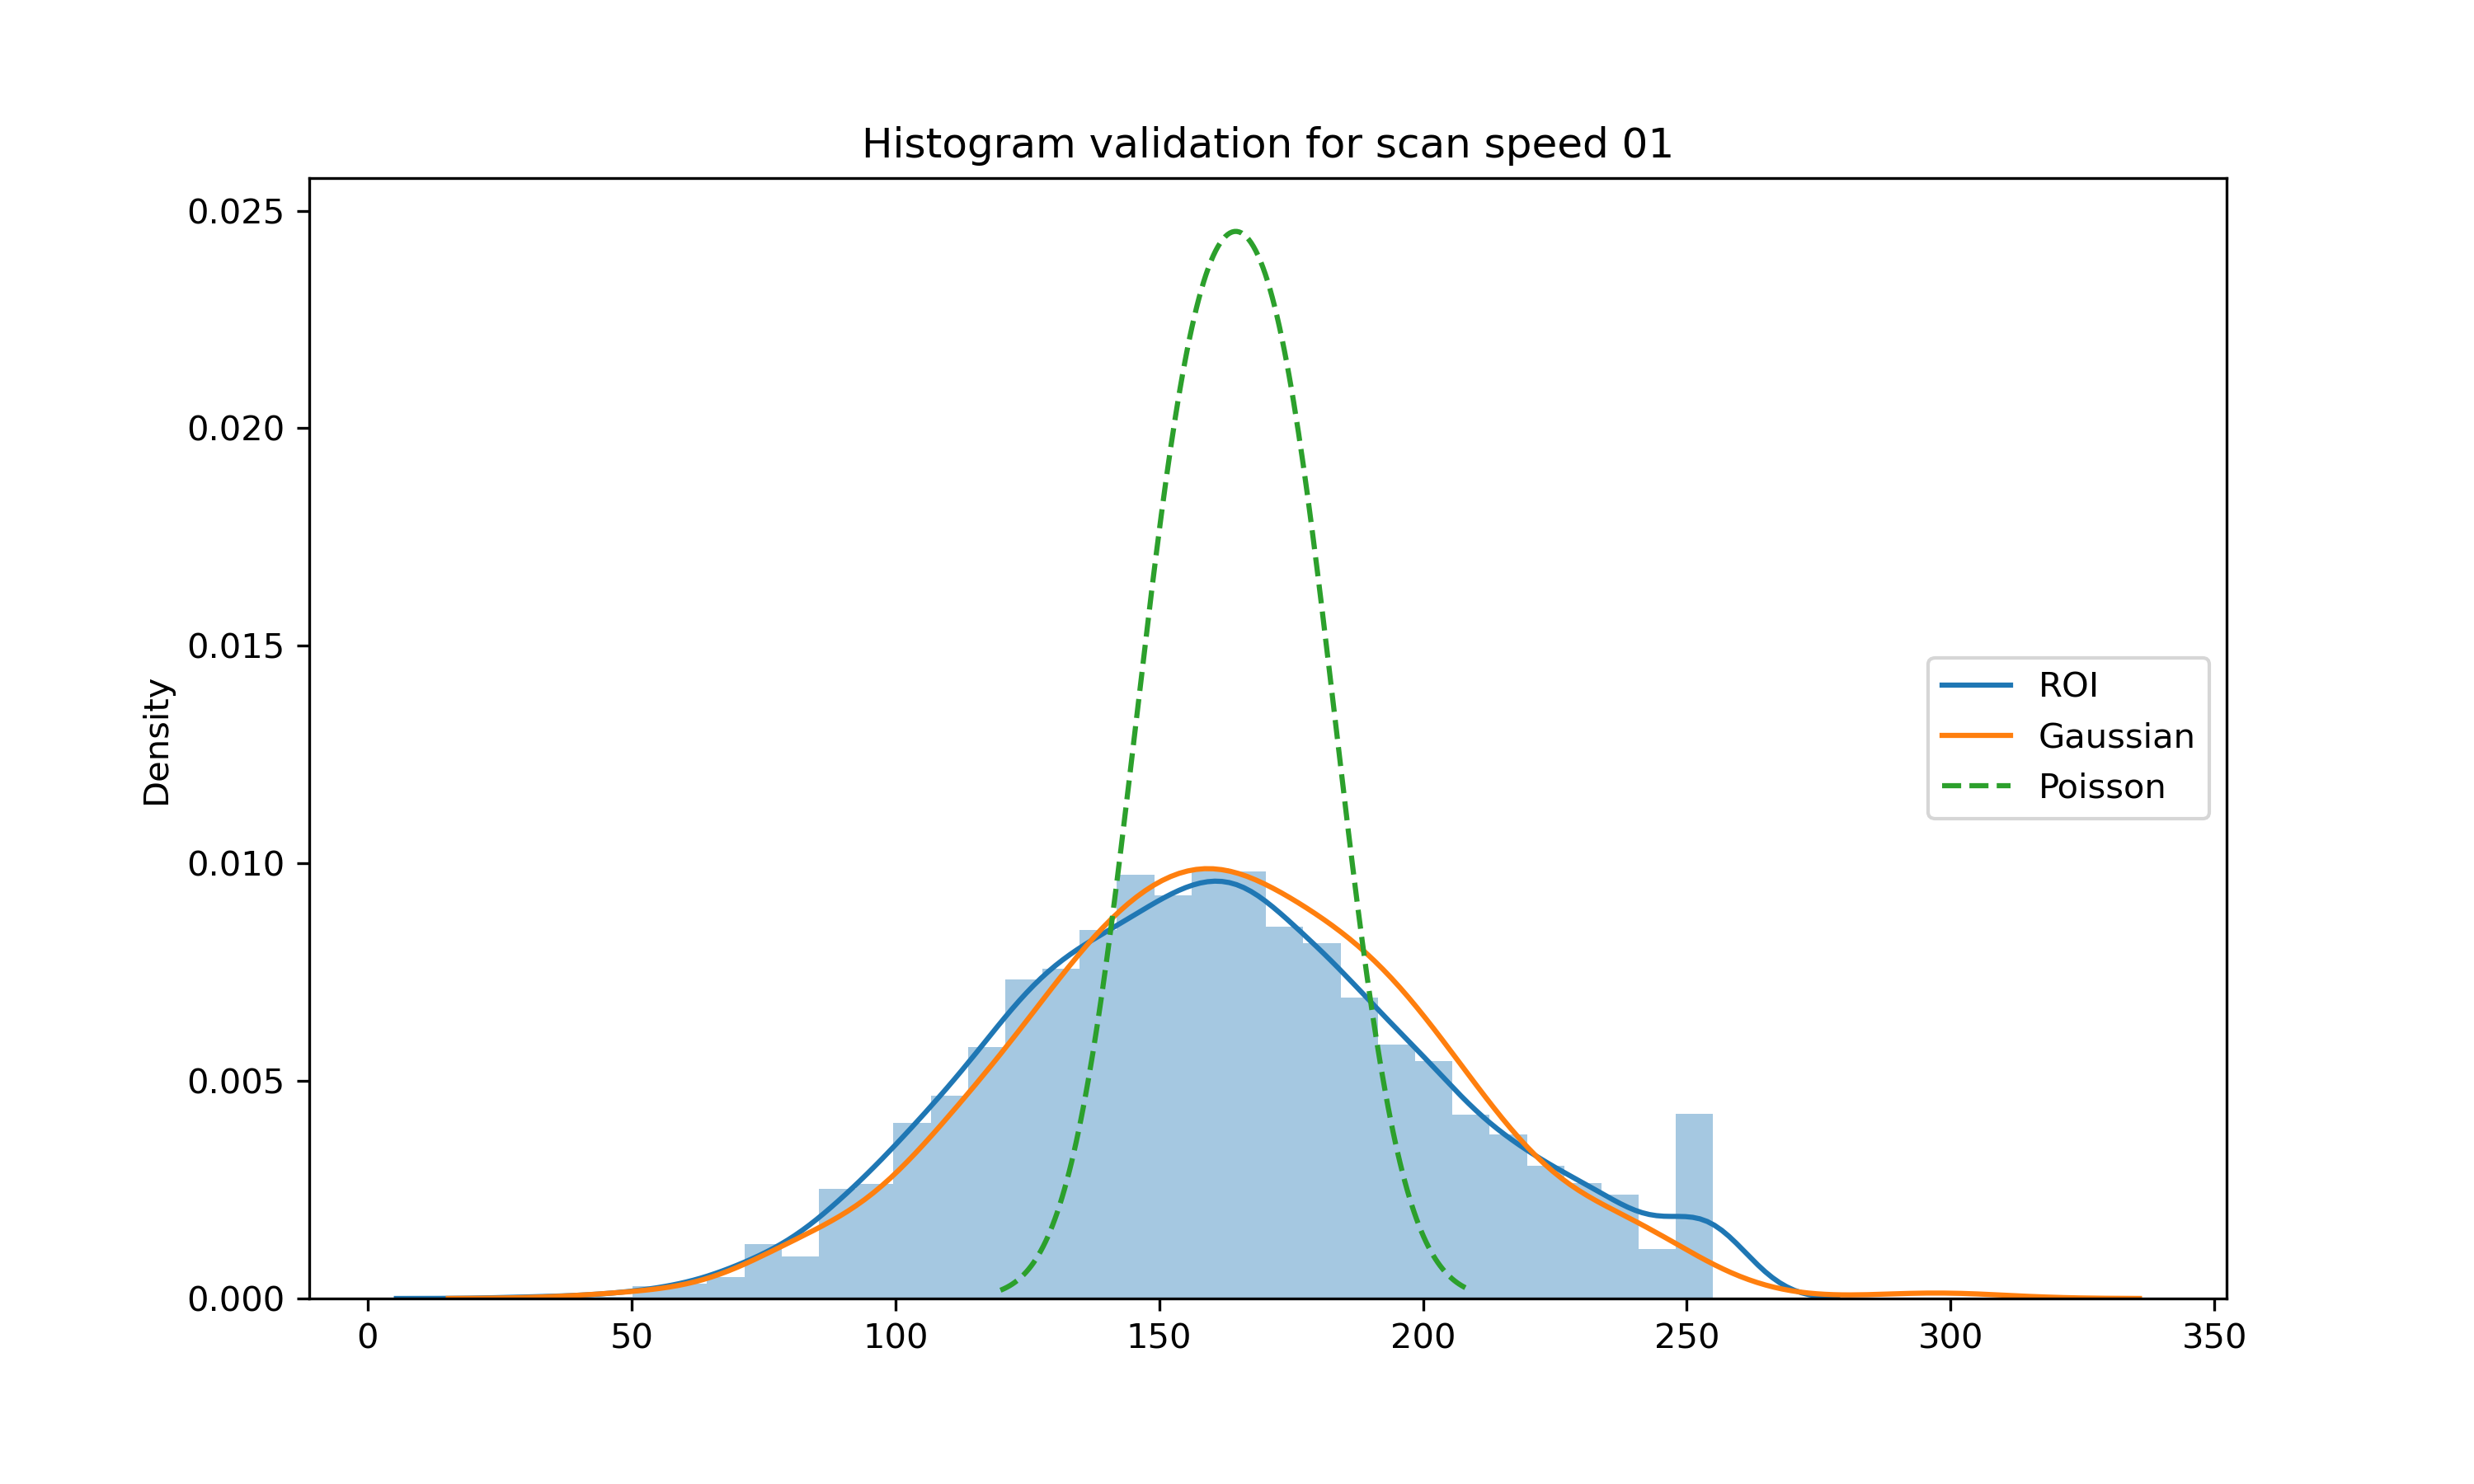 Histogram validation for scan speed 01
0.025
0.020
0.015
0.010
0.005
0.000
Density
ROI
Gaussian
Poisson
0 50 100 150 200 250 300 350